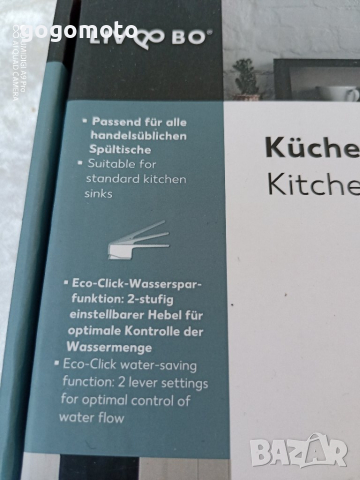 gogomoto
LIV&BO®
• Passend für alle
handelsüblichen
Spültische
• Suitable for
standard kitchen
sinks
Küche
Kitche
• Eco-Click-Wasserspar-
funktion: 2-stufig
einstellbarer Hebel für
optimale Kontrolle der
Wassermenge
• Eco-Click water-saving
function: 2 lever settings
for optimal control of
water flow
BAZAR